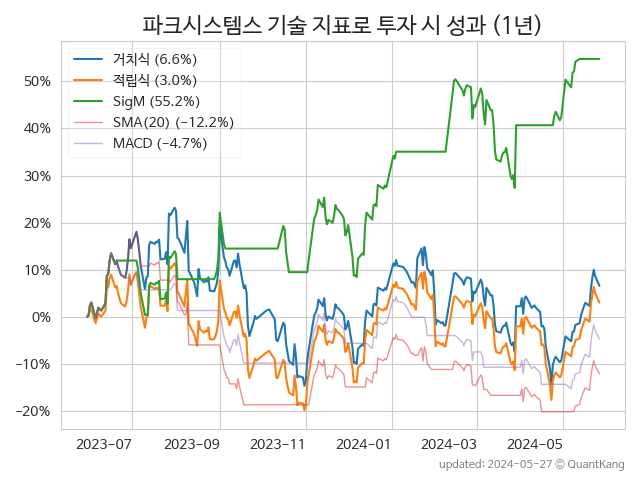 파크시스템스 기술 지표로 투자 시 성과 (1년)
거치식 (6.6%)
적립식 (3.0%)
SigM (55.2%)
SMA(20) (−12.2%)
MACD (−4.7%)
50%
40%
30%
20%
10%
0%
−10%
−20%
2023−07 2023−09 2023−11 2024−01 2024−03 2024−05
updated: 2024-05-27 ⓒ QuantKang